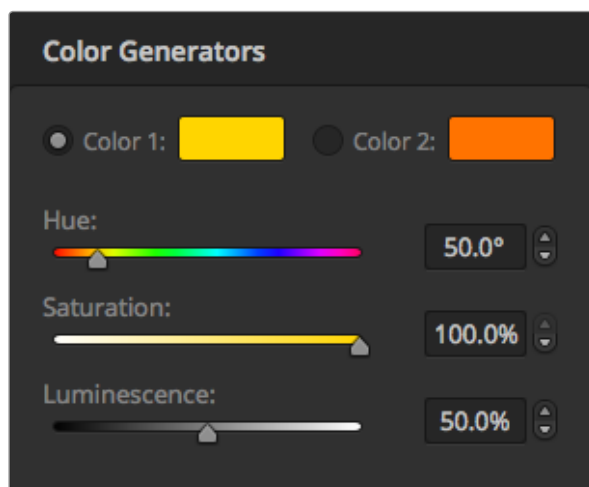 Color Generators
Color 1: Color 2:
Hue:
50.0°
Saturation:
100.0%
Luminescence:
50.0%